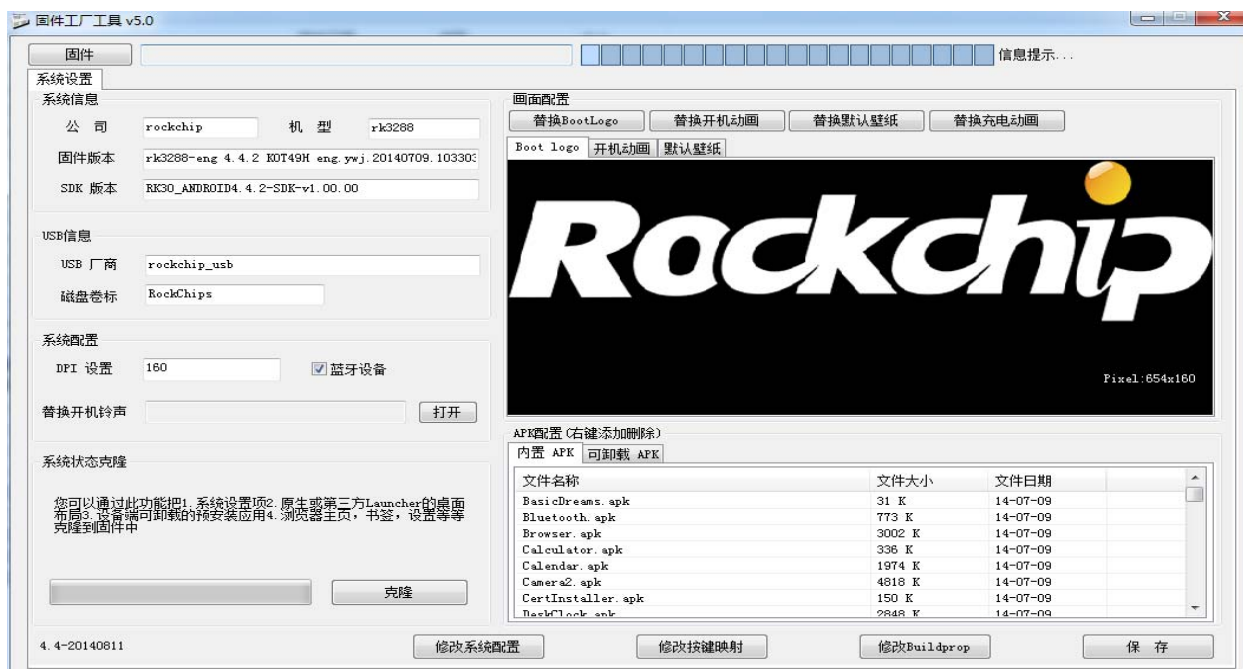 固件工厂工具 v5.0
固件
信息提示...
系统设置
系统信息
公 司 rockchip 机 型 rk3288
固件版本 rk3288-eng 4.4.2 KOT49H eng.ywj.20140709.103303
SDK 版本 RK30_ANDROID4.4.2-SDK-v1.00.00
USB信息
USB 厂商 rockchip_usb
磁盘卷标 RockChips
系统配置
DPI 设置 160 蓝牙设备
替换开机铃声 打开
系统状态克隆
您可以通过此功能把1.系统设置项2.原生或第三方Launcher的桌面
布局3.设备端可卸载的预安装应用4.浏览器主页，书签，设置等等
克隆到固件中
克隆
画面配置
替换BootLogo 替换开机动画 替换默认壁纸 替换充电动画
Boot logo 开机动画 默认壁纸
Rockchip
Pixel:654x160
APK配置(右键添加删除)
内置 APK 可卸载 APK
文件名称 文件大小 文件日期
BasicDreams.apk 31 K 14-07-09
Bluetooth.apk 773 K 14-07-09
Browser.apk 3002 K 14-07-09
Calculator.apk 336 K 14-07-09
Calendar.apk 1974 K 14-07-09
Camera2.apk 4818 K 14-07-09
CertInstaller.apk 150 K 14-07-09
DeskClock.apk 2848 K 14-07-09
4.4-20140811 修改系统配置 修改按键映射 修改Buildprop 保 存